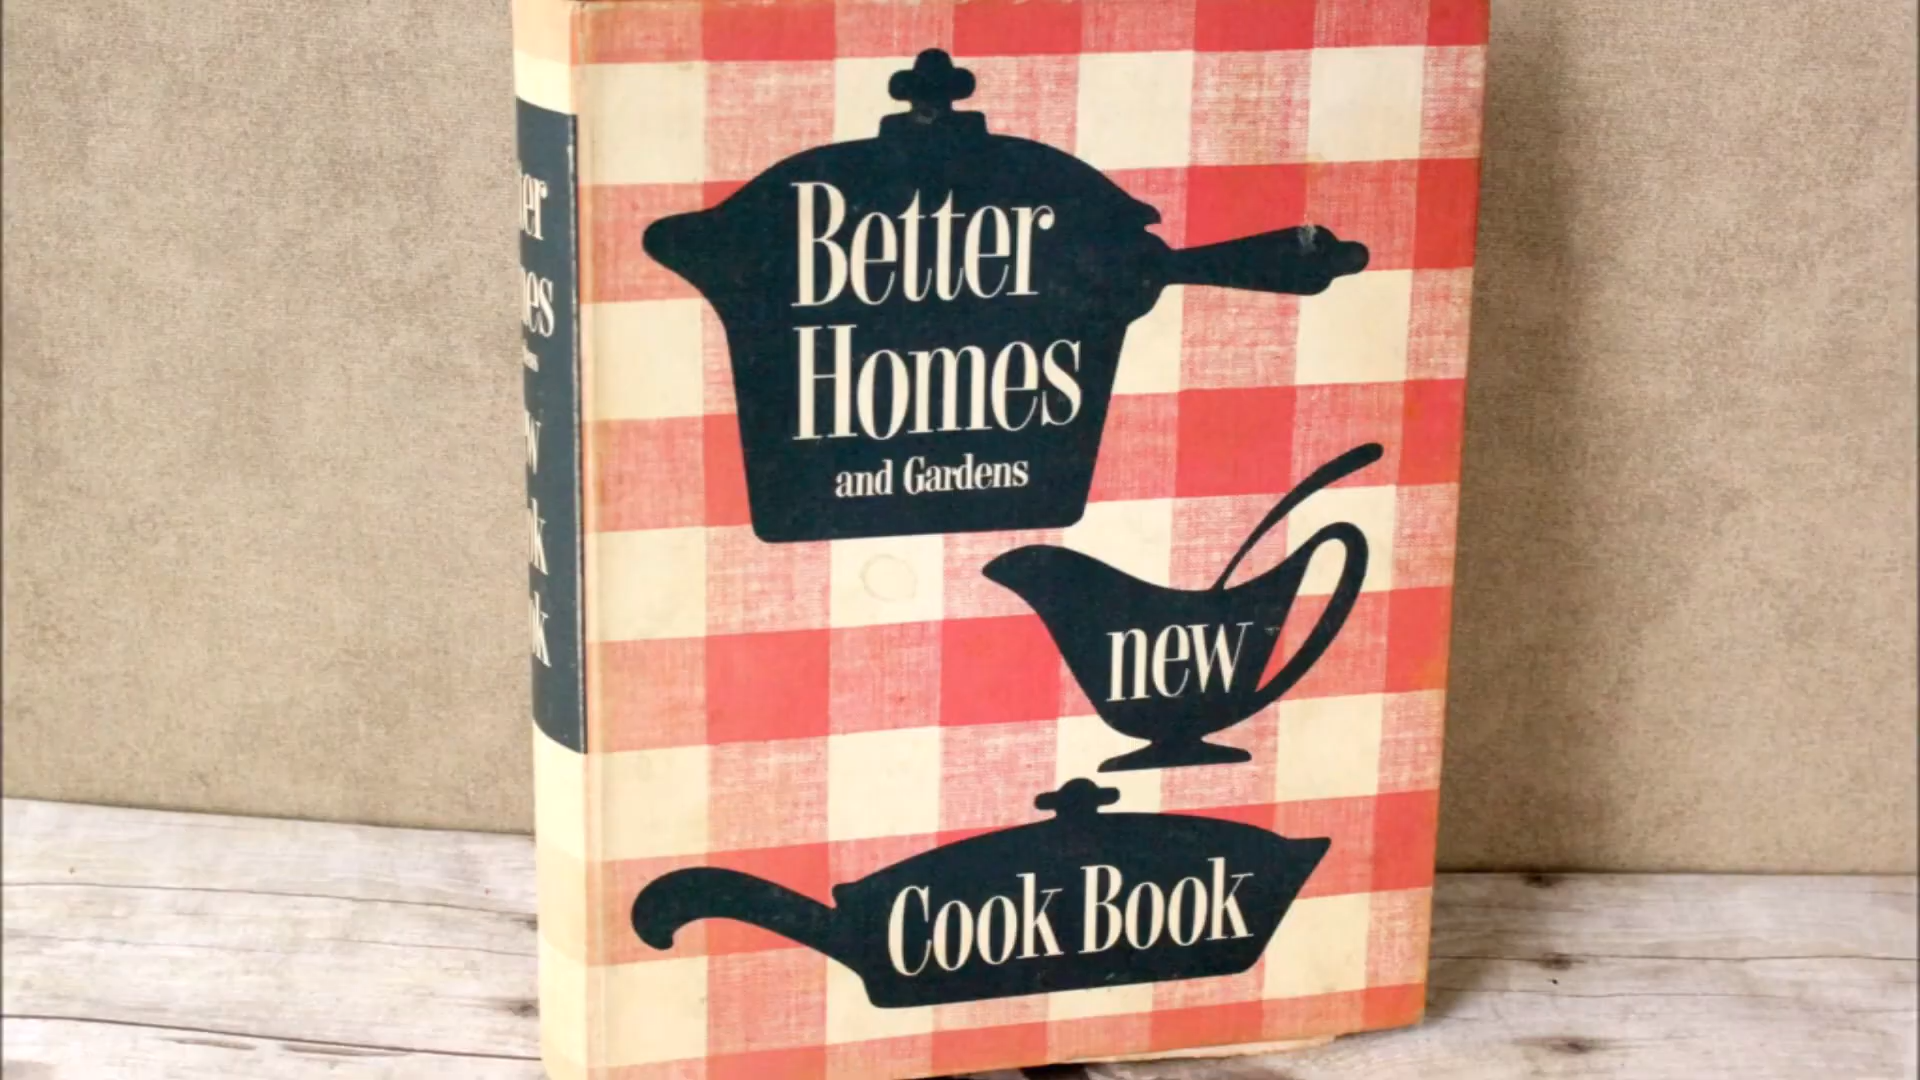 Better
Homes
and Gardens
new
Cook Book